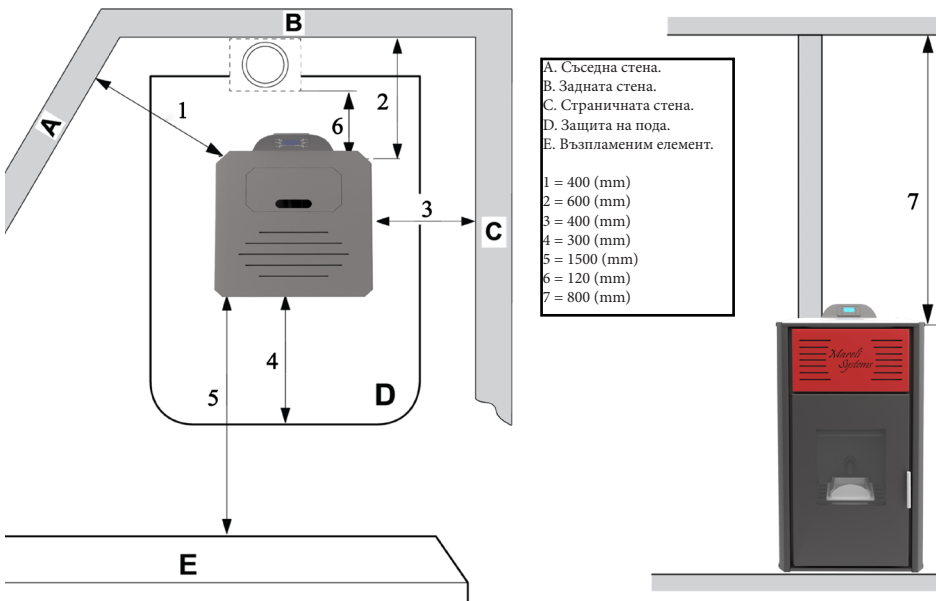 B
A
C
D
E
1
2
6
3
4
5
7
A. Съседна стена.
B. Задната стена.
C. Страничната стена.
D. Защита на пода.
E. Възпламеним елемент.
1 = 400 (mm)
2 = 600 (mm)
3 = 400 (mm)
4 = 300 (mm)
5 = 1500 (mm)
6 = 120 (mm)
7 = 800 (mm)
Mareli
Systems